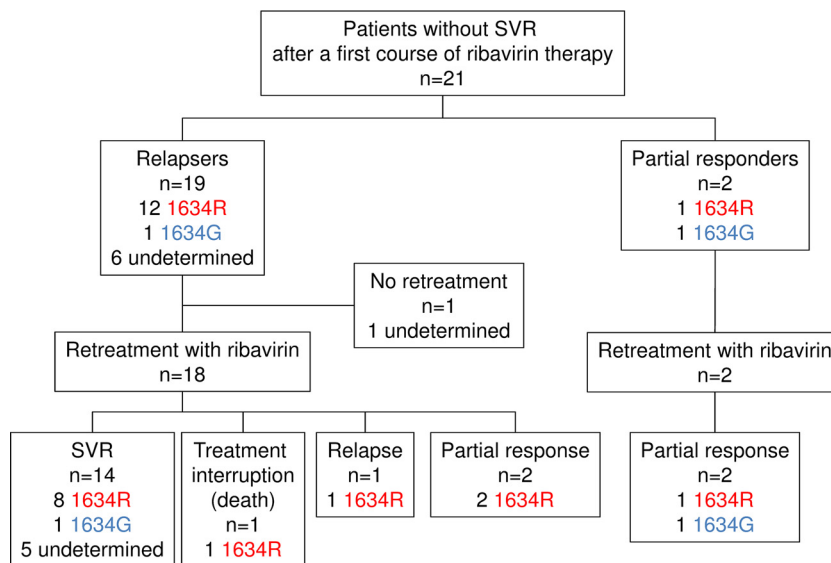 Patients without SVR
after a first course of ribavirin therapy
n=21
Relapsers
n=19
12 1634R
1 1634G
6 undetermined
Partial responders
n=2
1 1634R
1 1634G
No retreatment
n=1
1 undetermined
Retreatment with ribavirin
n=18
Retreatment with ribavirin
n=2
SVR
n=14
8 1634R
1 1634G
5 undetermined
Treatment
interruption
(death)
n=1
1 1634R
Relapse
n=1
1 1634R
Partial response
n=2
2 1634R
Partial response
n=2
1 1634R
1 1634G